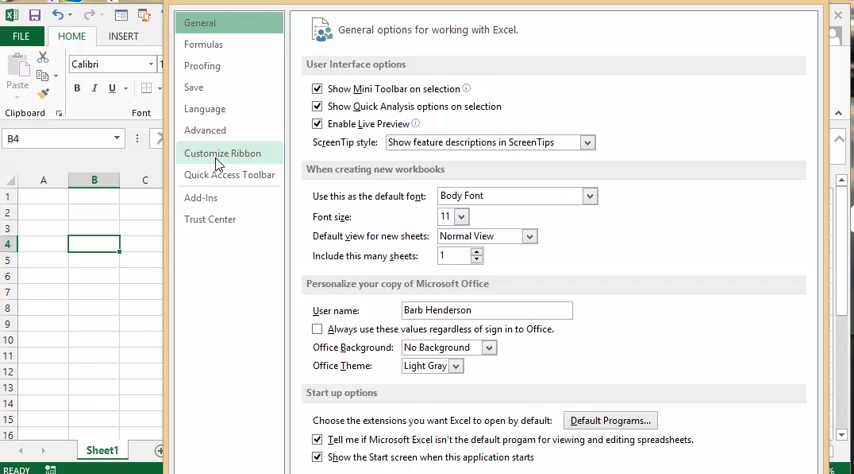 FILE HOME INSERT
Calibri 1
Paste
B I U
Clipboard Font
B4
A B C
1
2
3
4
5
6
7
8
9
10
11
12
13
14
15
16
Sheet1
READY
%
General
Formulas
Proofing
Save
Language
Advanced
Customize Ribbon
Quick Access Toolbar
Add-Ins
Trust Center
General options for working with Excel.
User Interface options
Show Mini Toolbar on selection
Show Quick Analysis options on selection
Enable Live Preview
ScreenTip style: Show feature descriptions in ScreenTips
When creating new workbooks
Use this as the default font: Body Font
Font size: 11
Default view for new sheets: Normal View
Include this many sheets: 1
Personalize your copy of Microsoft Office
User name: Barb Henderson
Always use these values regardless of sign in to Office.
Office Background: No Background
Office Theme: Light Gray
Start up options
Choose the extensions you want Excel to open by default: Default Programs...
Tell me if Microsoft Excel isn't the default progam for viewing and editing spreadsheets.
Show the Start screen when this application starts